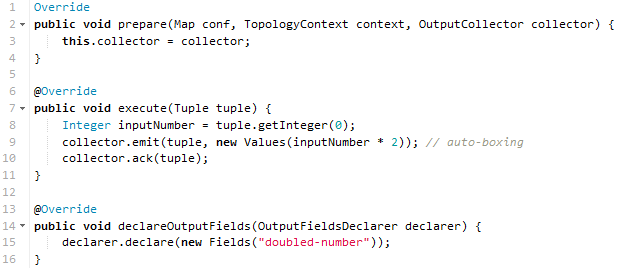 1 Override
2 public void prepare(Map conf, TopologyContext context, OutputCollector collector) {
3     this.collector = collector;
4 }
5
6 @Override
7 public void execute(Tuple tuple) {
8     Integer inputNumber = tuple.getInteger(0);
9     collector.emit(tuple, new Values(inputNumber * 2)); // auto-boxing
10     collector.ack(tuple);
11 }
12
13 @Override
14 public void declareOutputFields(OutputFieldsDeclarer declarer) {
15     declarer.declare(new Fields("doubled-number"));
16 }